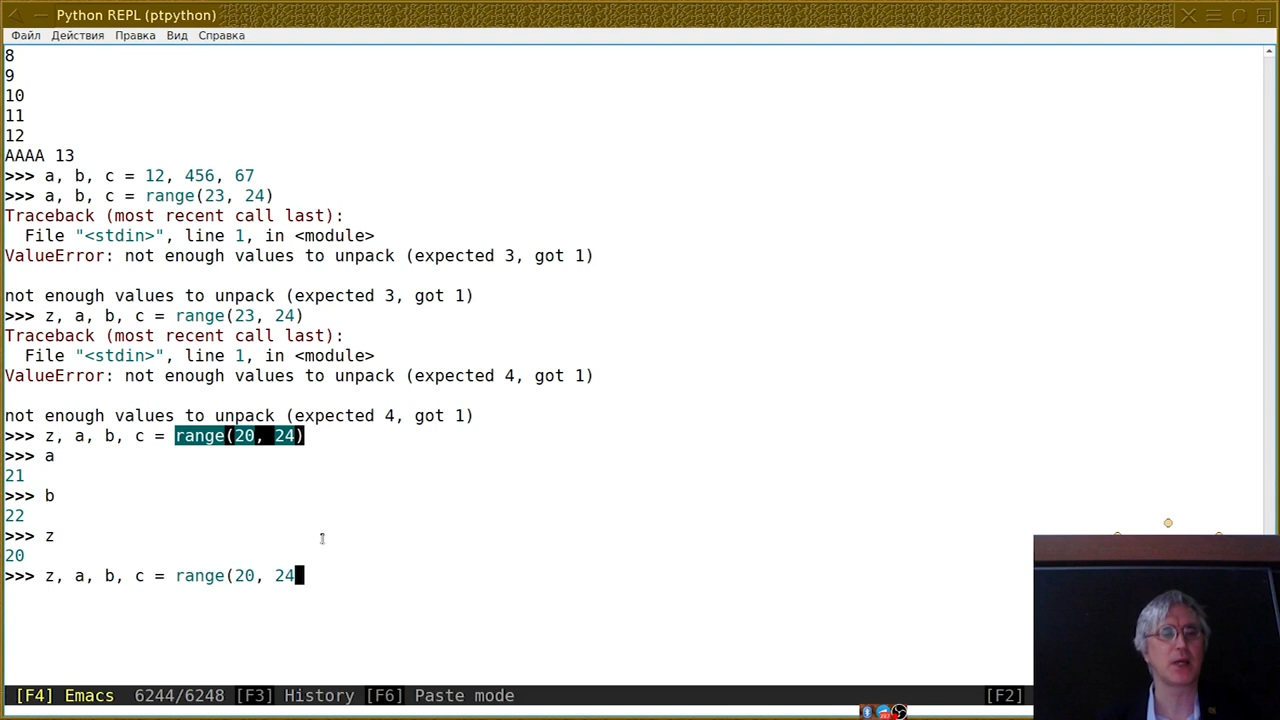 Python REPL (ptpython)
Файл Действия Правка Вид Справка
8
9
10
11
12
AAAA 13
>>> a, b, c = 12, 456, 67
>>> a, b, c = range(23, 24)
Traceback (most recent call last):
  File "<stdin>", line 1, in <module>
ValueError: not enough values to unpack (expected 3, got 1)
not enough values to unpack (expected 3, got 1)
>>> z, a, b, c = range(23, 24)
Traceback (most recent call last):
  File "<stdin>", line 1, in <module>
ValueError: not enough values to unpack (expected 4, got 1)
not enough values to unpack (expected 4, got 1)
>>> z, a, b, c = range(20, 24)
>>> a
21
>>> b
22
>>> z
20
>>> z, a, b, c = range(20, 24
[F4] Emacs 6244/6248 [F3] History [F6] Paste mode [F2]